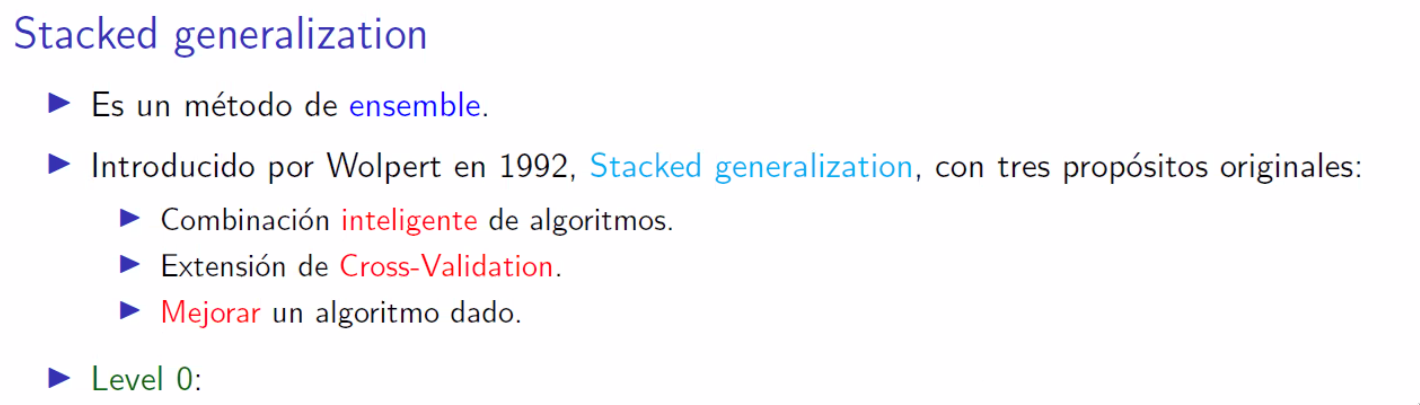 Stacked generalization
Es un método de ensemble.
Introducido por Wolpert en 1992, Stacked generalization, con tres propósitos originales:
Combinación inteligente de algoritmos.
Extensión de Cross-Validation.
Mejorar un algoritmo dado.
Level 0: